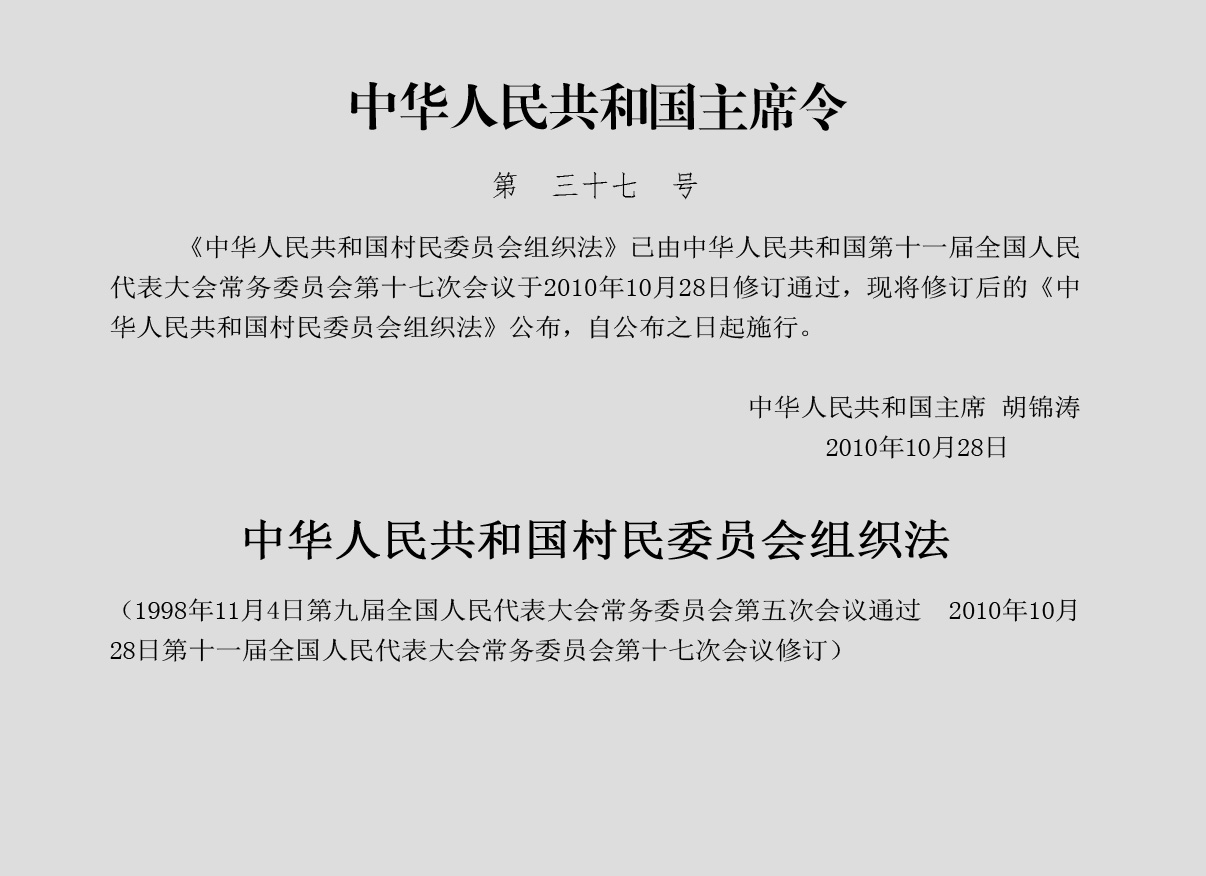 中华人民共和国主席令
第　三十七　号
《中华人民共和国村民委员会组织法》已由中华人民共和国第十一届全国人民
代表大会常务委员会第十七次会议于2010年10月28日修订通过，现将修订后的《中
华人民共和国村民委员会组织法》公布，自公布之日起施行。
中华人民共和国主席 胡锦涛
2010年10月28日
中华人民共和国村民委员会组织法
（1998年11月4日第九届全国人民代表大会常务委员会第五次会议通过　2010年10月
28日第十一届全国人民代表大会常务委员会第十七次会议修订）